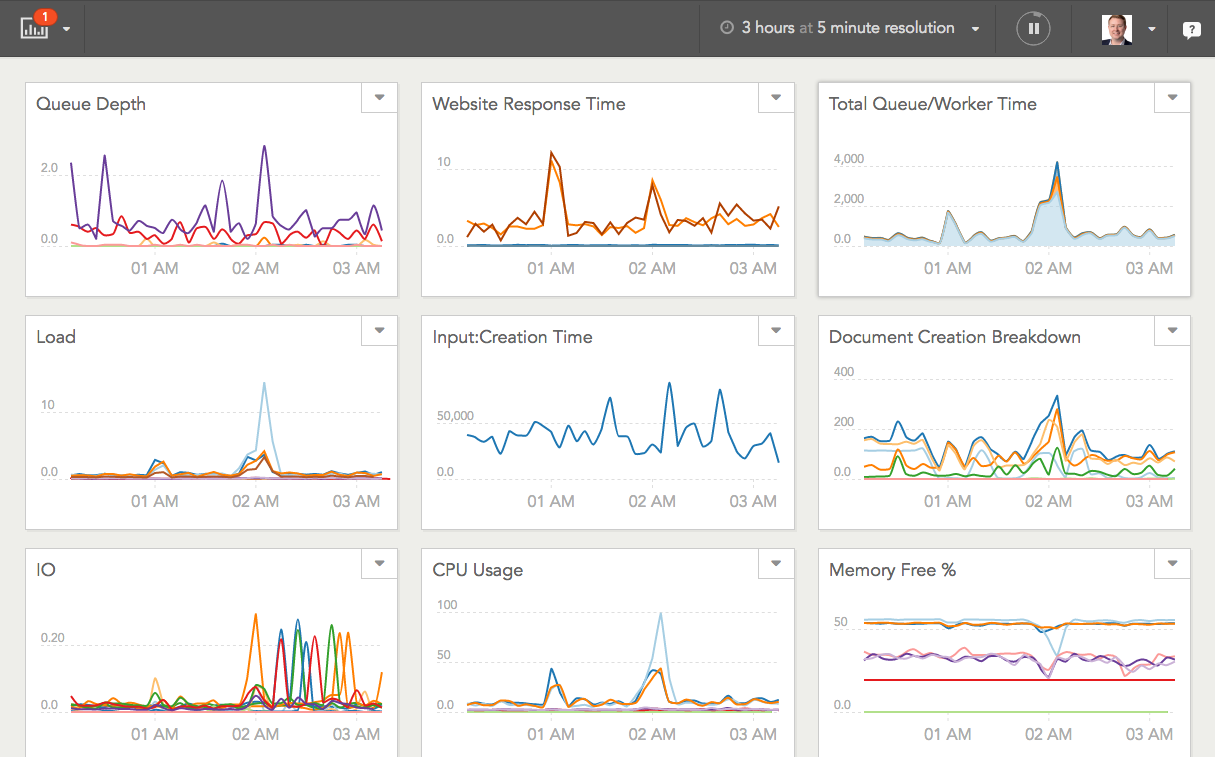 1
3 hours at 5 minute resolution
?
Queue Depth
2.0
0.0
01 AM 02 AM 03 AM
Website Response Time
10
0.0
01 AM 02 AM 03 AM
Total Queue/Worker Time
4,000
2,000
0.0
01 AM 02 AM 03 AM
Load
10
0.0
01 AM 02 AM 03 AM
Input:Creation Time
50,000
0.0
01 AM 02 AM 03 AM
Document Creation Breakdown
400
200
0.0
01 AM 02 AM 03 AM
IO
0.20
0.0
01 AM 02 AM 03 AM
CPU Usage
100
50
0.0
01 AM 02 AM 03 AM
Memory Free %
50
0.0
01 AM 02 AM 03 AM